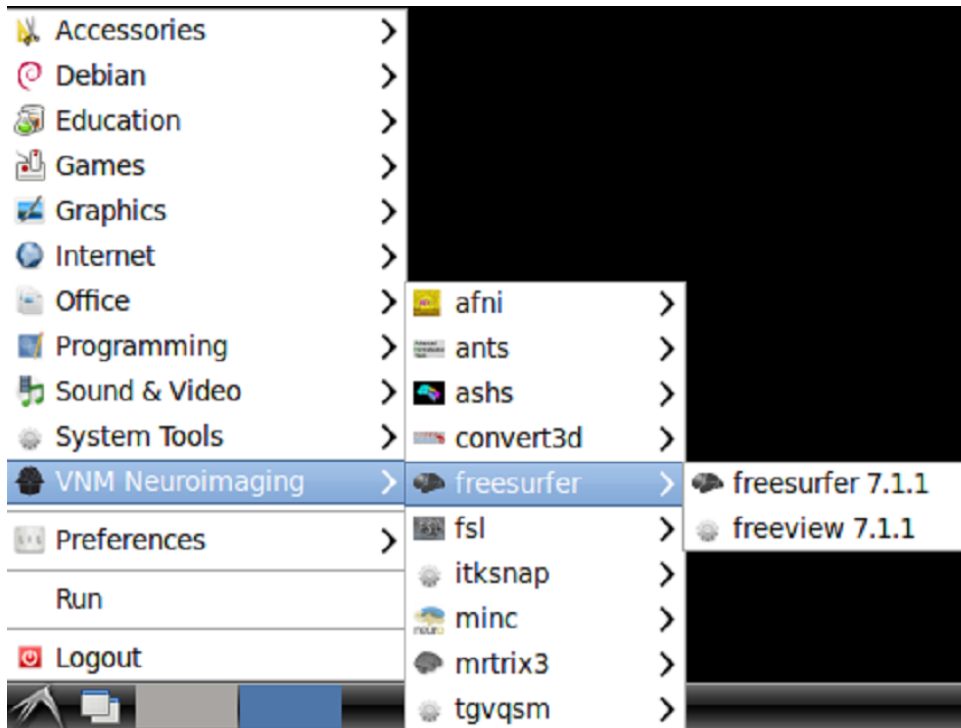 Accessories
Debian
Education
Games
Graphics
Internet
Office
Programming
Sound & Video
System Tools
VNM Neuroimaging
Preferences
Run
Logout
afni
ants
ashs
convert3d
freesurfer
fsl
itksnap
minc
mrtrix3
tgvqsm
freesurfer 7.1.1
freeview 7.1.1